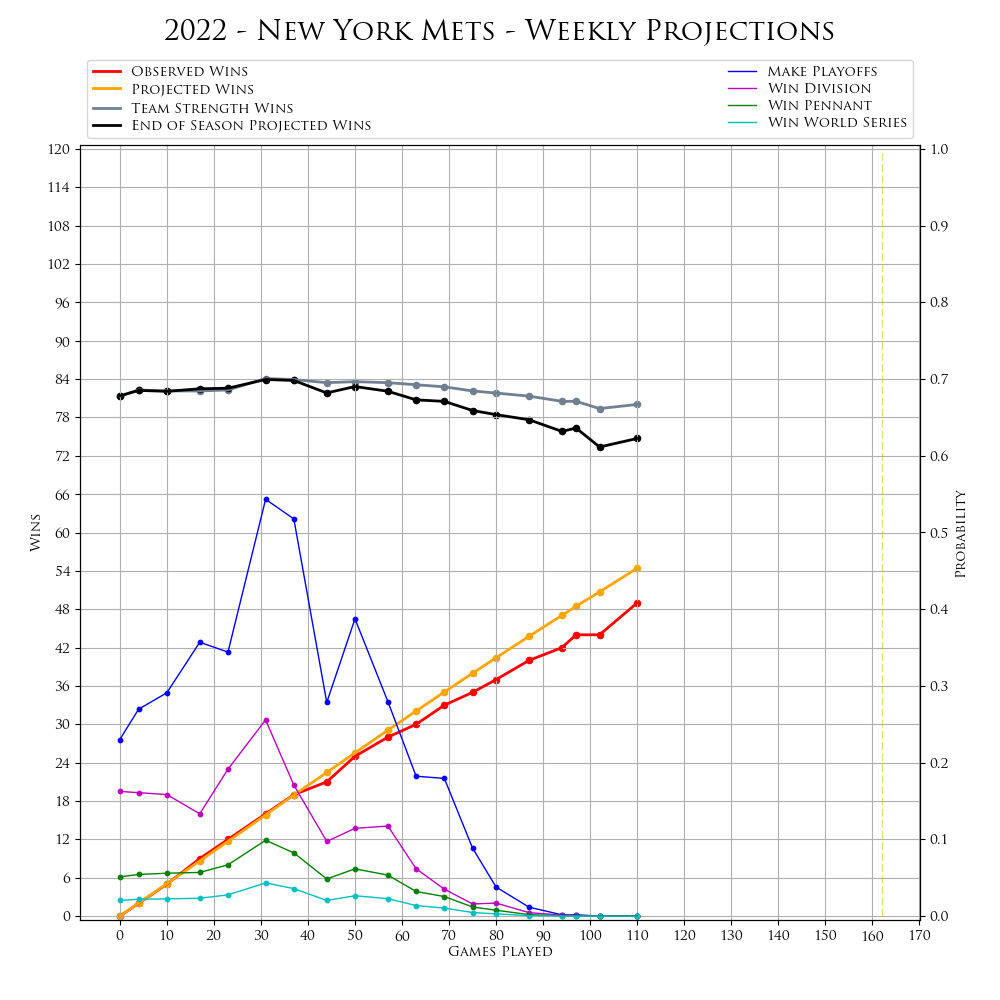 2022 - New York Mets - Weekly Projections
Observed Wins
Projected Wins
Team Strength Wins
End of Season Projected Wins
Make Playoffs
Win Division
Win Pennant
Win World Series
120
114
108
102
96
90
84
78
72
66
60
54
48
42
36
30
24
18
12
6
0
Wins
1.0
0.9
0.8
0.7
0.6
0.5
0.4
0.3
0.2
0.1
0.0
Probability
0 10 20 30 40 50 60 70 80 90 100 110 120 130 140 150 160 170
Games Played